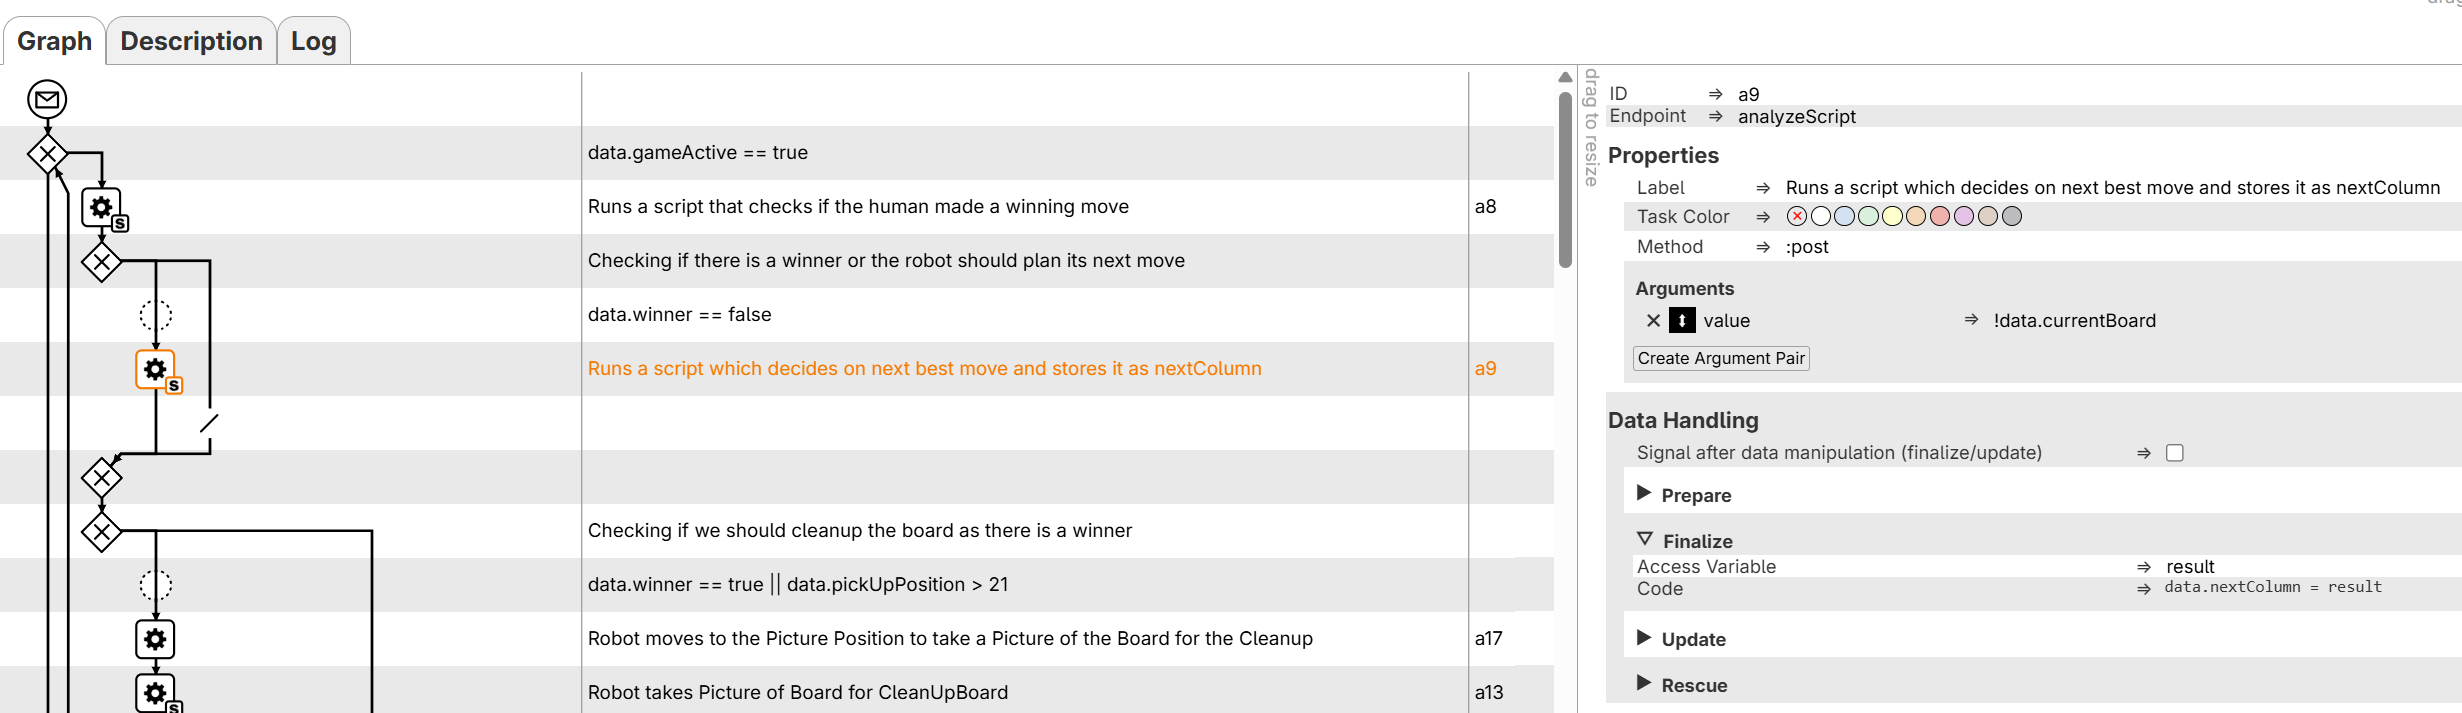 Graph Description Log
data.gameActive == true
Runs a script that checks if the human made a winning move a8
Checking if there is a winner or the robot should plan its next move
data.winner == false
Runs a script which decides on next best move and stores it as nextColumn a9
Checking if we should cleanup the board as there is a winner
data.winner == true || data.pickUpPosition > 21
Robot moves to the Picture Position to take a Picture of the Board for the Cleanup a17
Robot takes Picture of Board for CleanUpBoard a13
S
S
S
drag to resize
ID ⇒ a9
Endpoint ⇒ analyzeScript
Properties
Label ⇒ Runs a script which decides on next best move and stores it as nextColumn
Task Color ⇒
Method ⇒ :post
Arguments
value ⇒ !data.currentBoard
Create Argument Pair
Data Handling
Signal after data manipulation (finalize/update) ⇒
Prepare
Finalize
Access Variable ⇒ result
Code ⇒ data.nextColumn = result
Update
Rescue